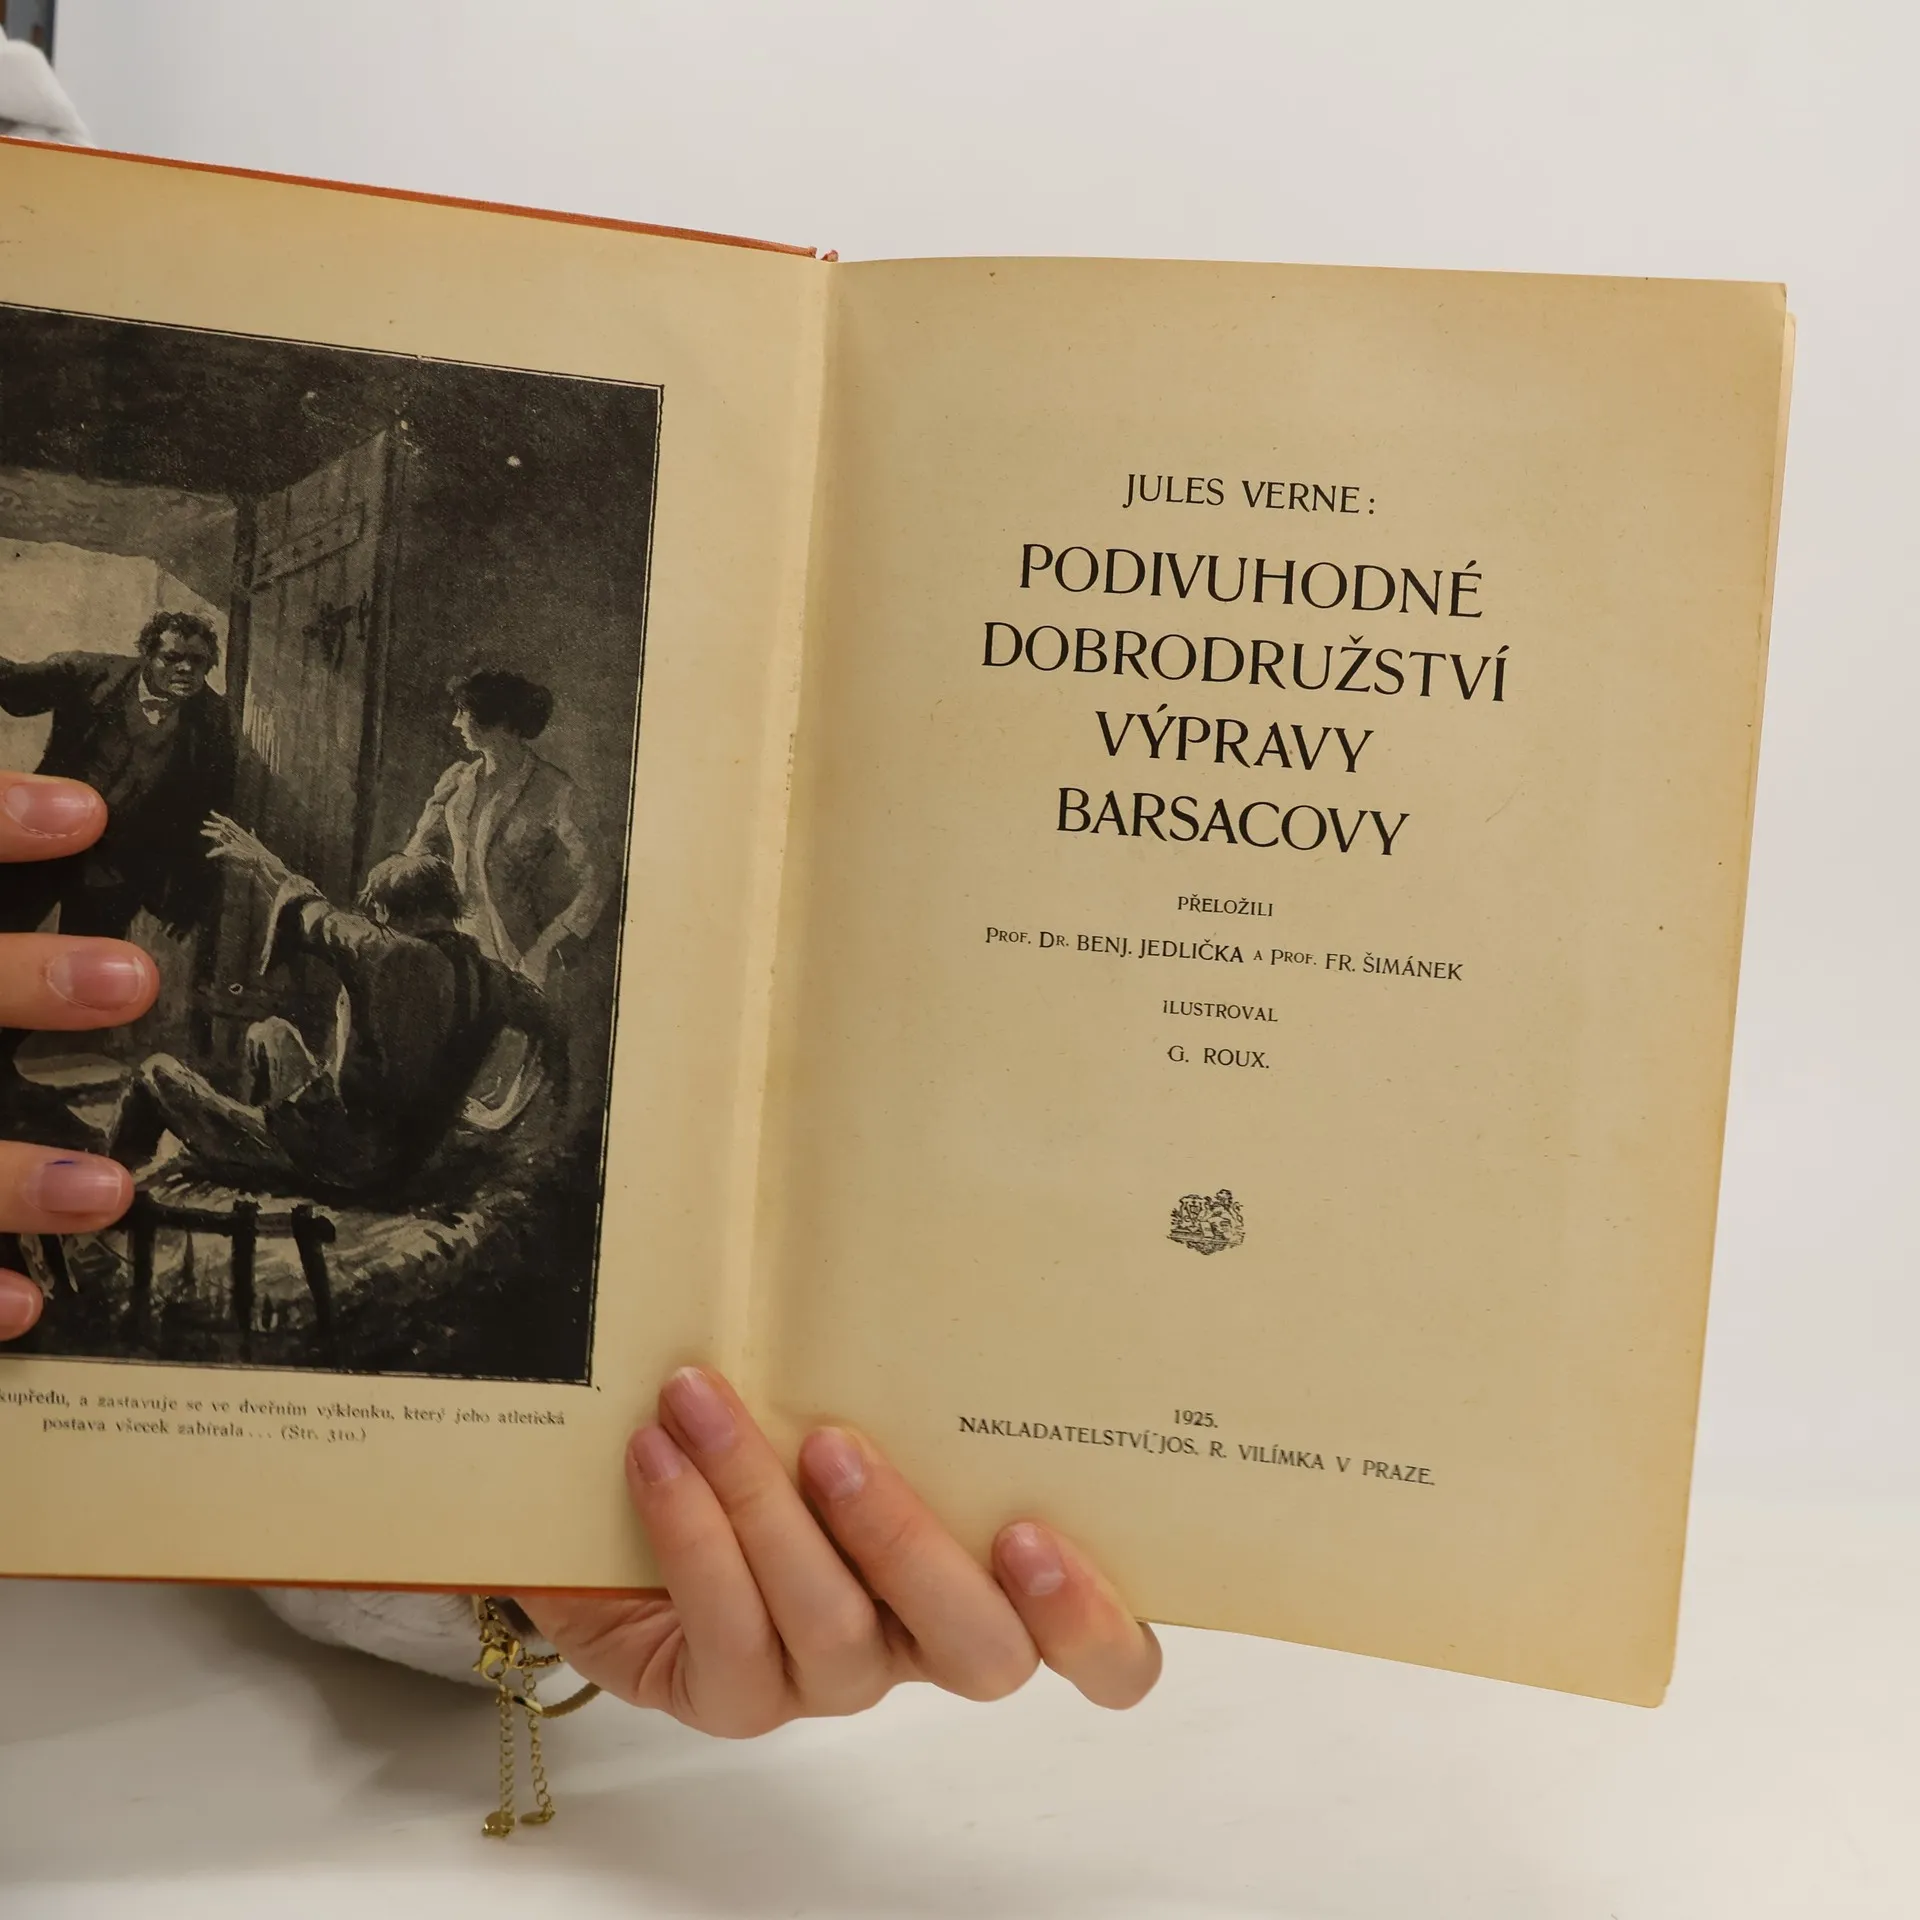 kupředu, a zastavuje se ve dveřním výklenku, který jeho atletická
postava všecek zabírala... (Str. 310.)
JULES VERNE:
PODIVUHODNÉ
DOBRODRUŽSTVÍ
VÝPRAVY
BARSACOVY
PŘELOŽILI
PROF. DR. BENJ. JEDLIČKA A PROF. FR. ŠIMÁNEK
ILUSTROVAL
G. ROUX.
1925.
NAKLADATELSTVÍ JOS. R. VILÍMKA V PRAZE.